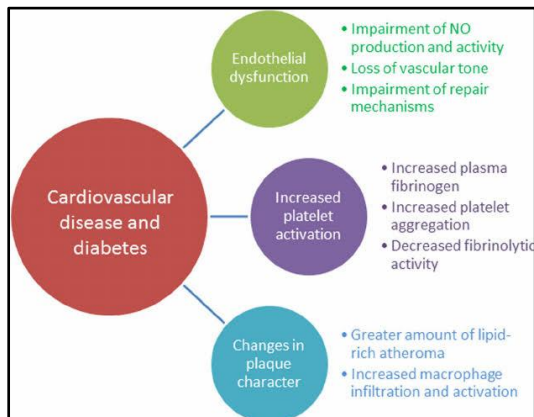 Cardiovascular
disease and
diabetes
Endothelial
dysfunction
• Impairment of NO
production and activity
• Loss of vascular tone
• Impairment of repair
mechanisms
Increased
platelet
activation
• Increased plasma
fibrinogen
• Increased platelet
aggregation
• Decreased fibrinolytic
activity
Changes in
plaque
character
• Greater amount of lipid-
rich atheroma
• Increased macrophage
infiltration and activation